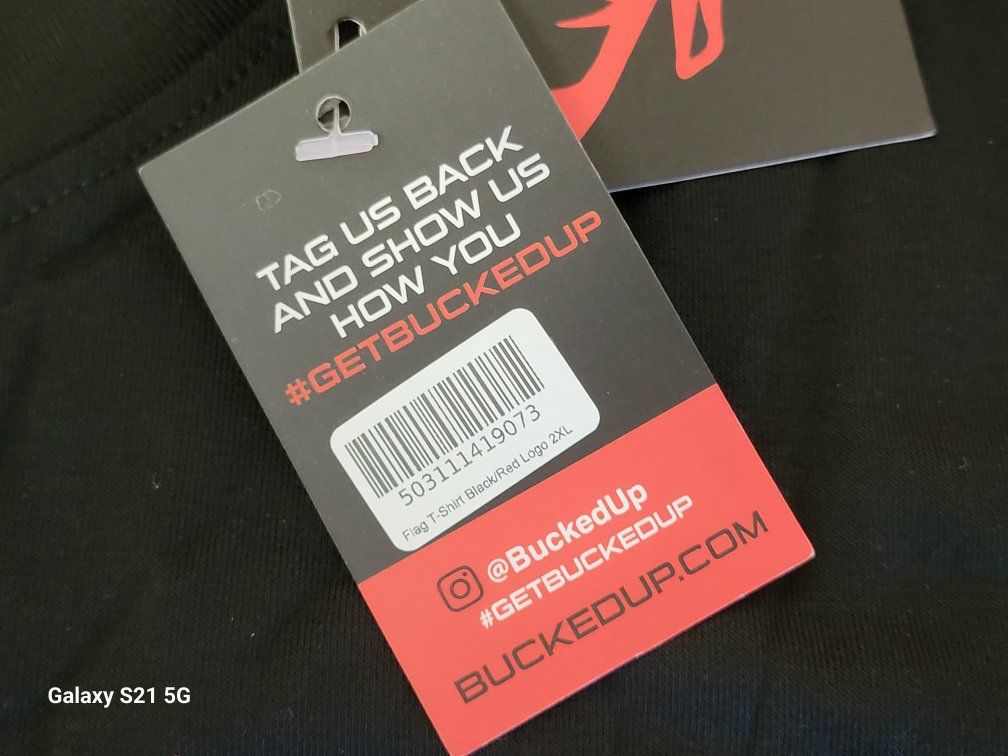 TAG US BACK
AND SHOW US
HOW YOU
#GETBUCKEDUP
503111419073
Flag T-Shirt Black/Red Logo 2XL
@BuckedUp
#GETBUCKEDUP
BUCKEDUP.COM
Galaxy S21 5G